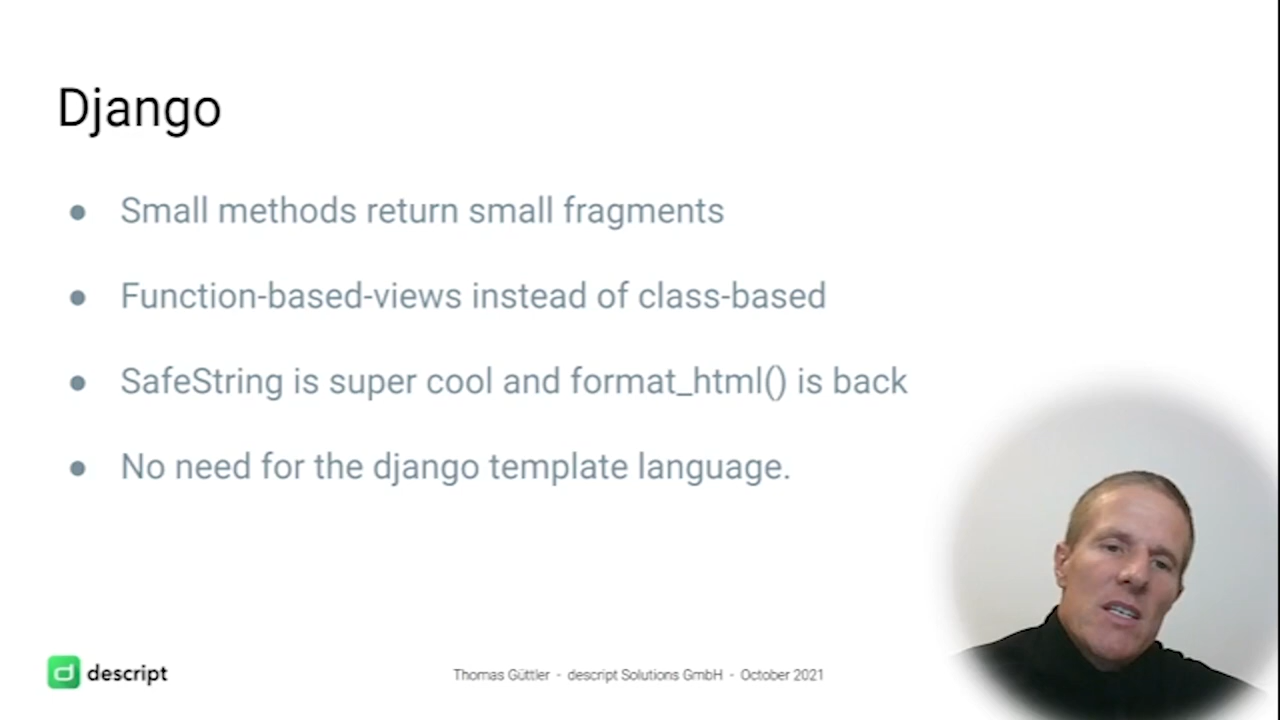 Django
● Small methods return small fragments
● Function-based-views instead of class-based
● SafeString is super cool and format_html() is back
● No need for the django template language.
descript
Thomas Güttler - descript Solutions GmbH - October 2021